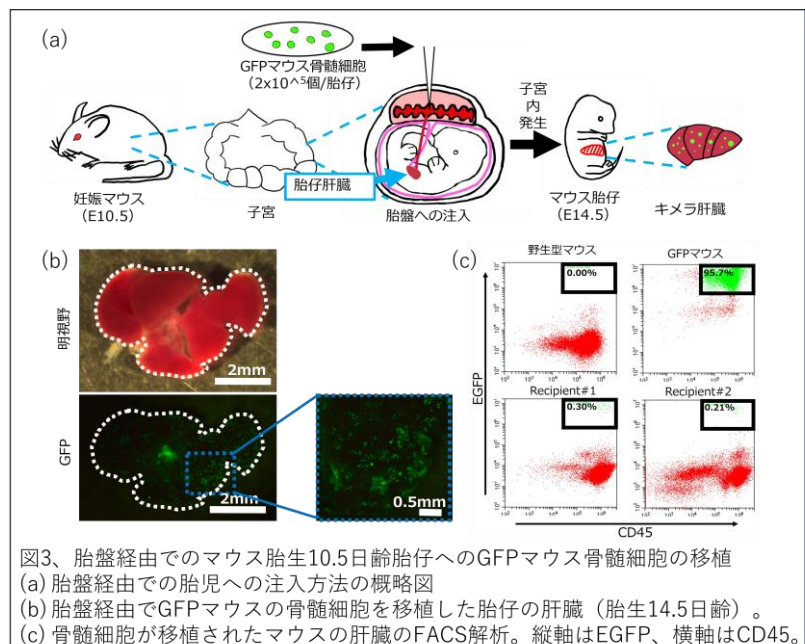 (a)
GFPマウス骨髄細胞
(2x10^5個/胎仔)
子宮内発生
妊娠マウス
(E10.5)
子宮
胎仔肝臓
胎盤への注入
マウス胎仔
(E14.5)
キメラ肝臓
(b)
明視野
2mm
GFP
2mm
0.5mm
(c)
野生型マウス
GFPマウス
0.00%
95.7%
Recipient#1
Recipient#2
0.30%
0.21%
EGFP
CD45
図3、胎盤経由でのマウス胎生10.5日齢胎仔へのGFPマウス骨髄細胞の移植
(a) 胎盤経由での胎児への注入方法の概略図
(b) 胎盤経由でGFPマウスの骨髄細胞を移植した胎仔の肝臓（胎生14.5日齢）。
(c) 骨髄細胞が移植されたマウスの肝臓のFACS解析。縦軸はEGFP、横軸はCD45。